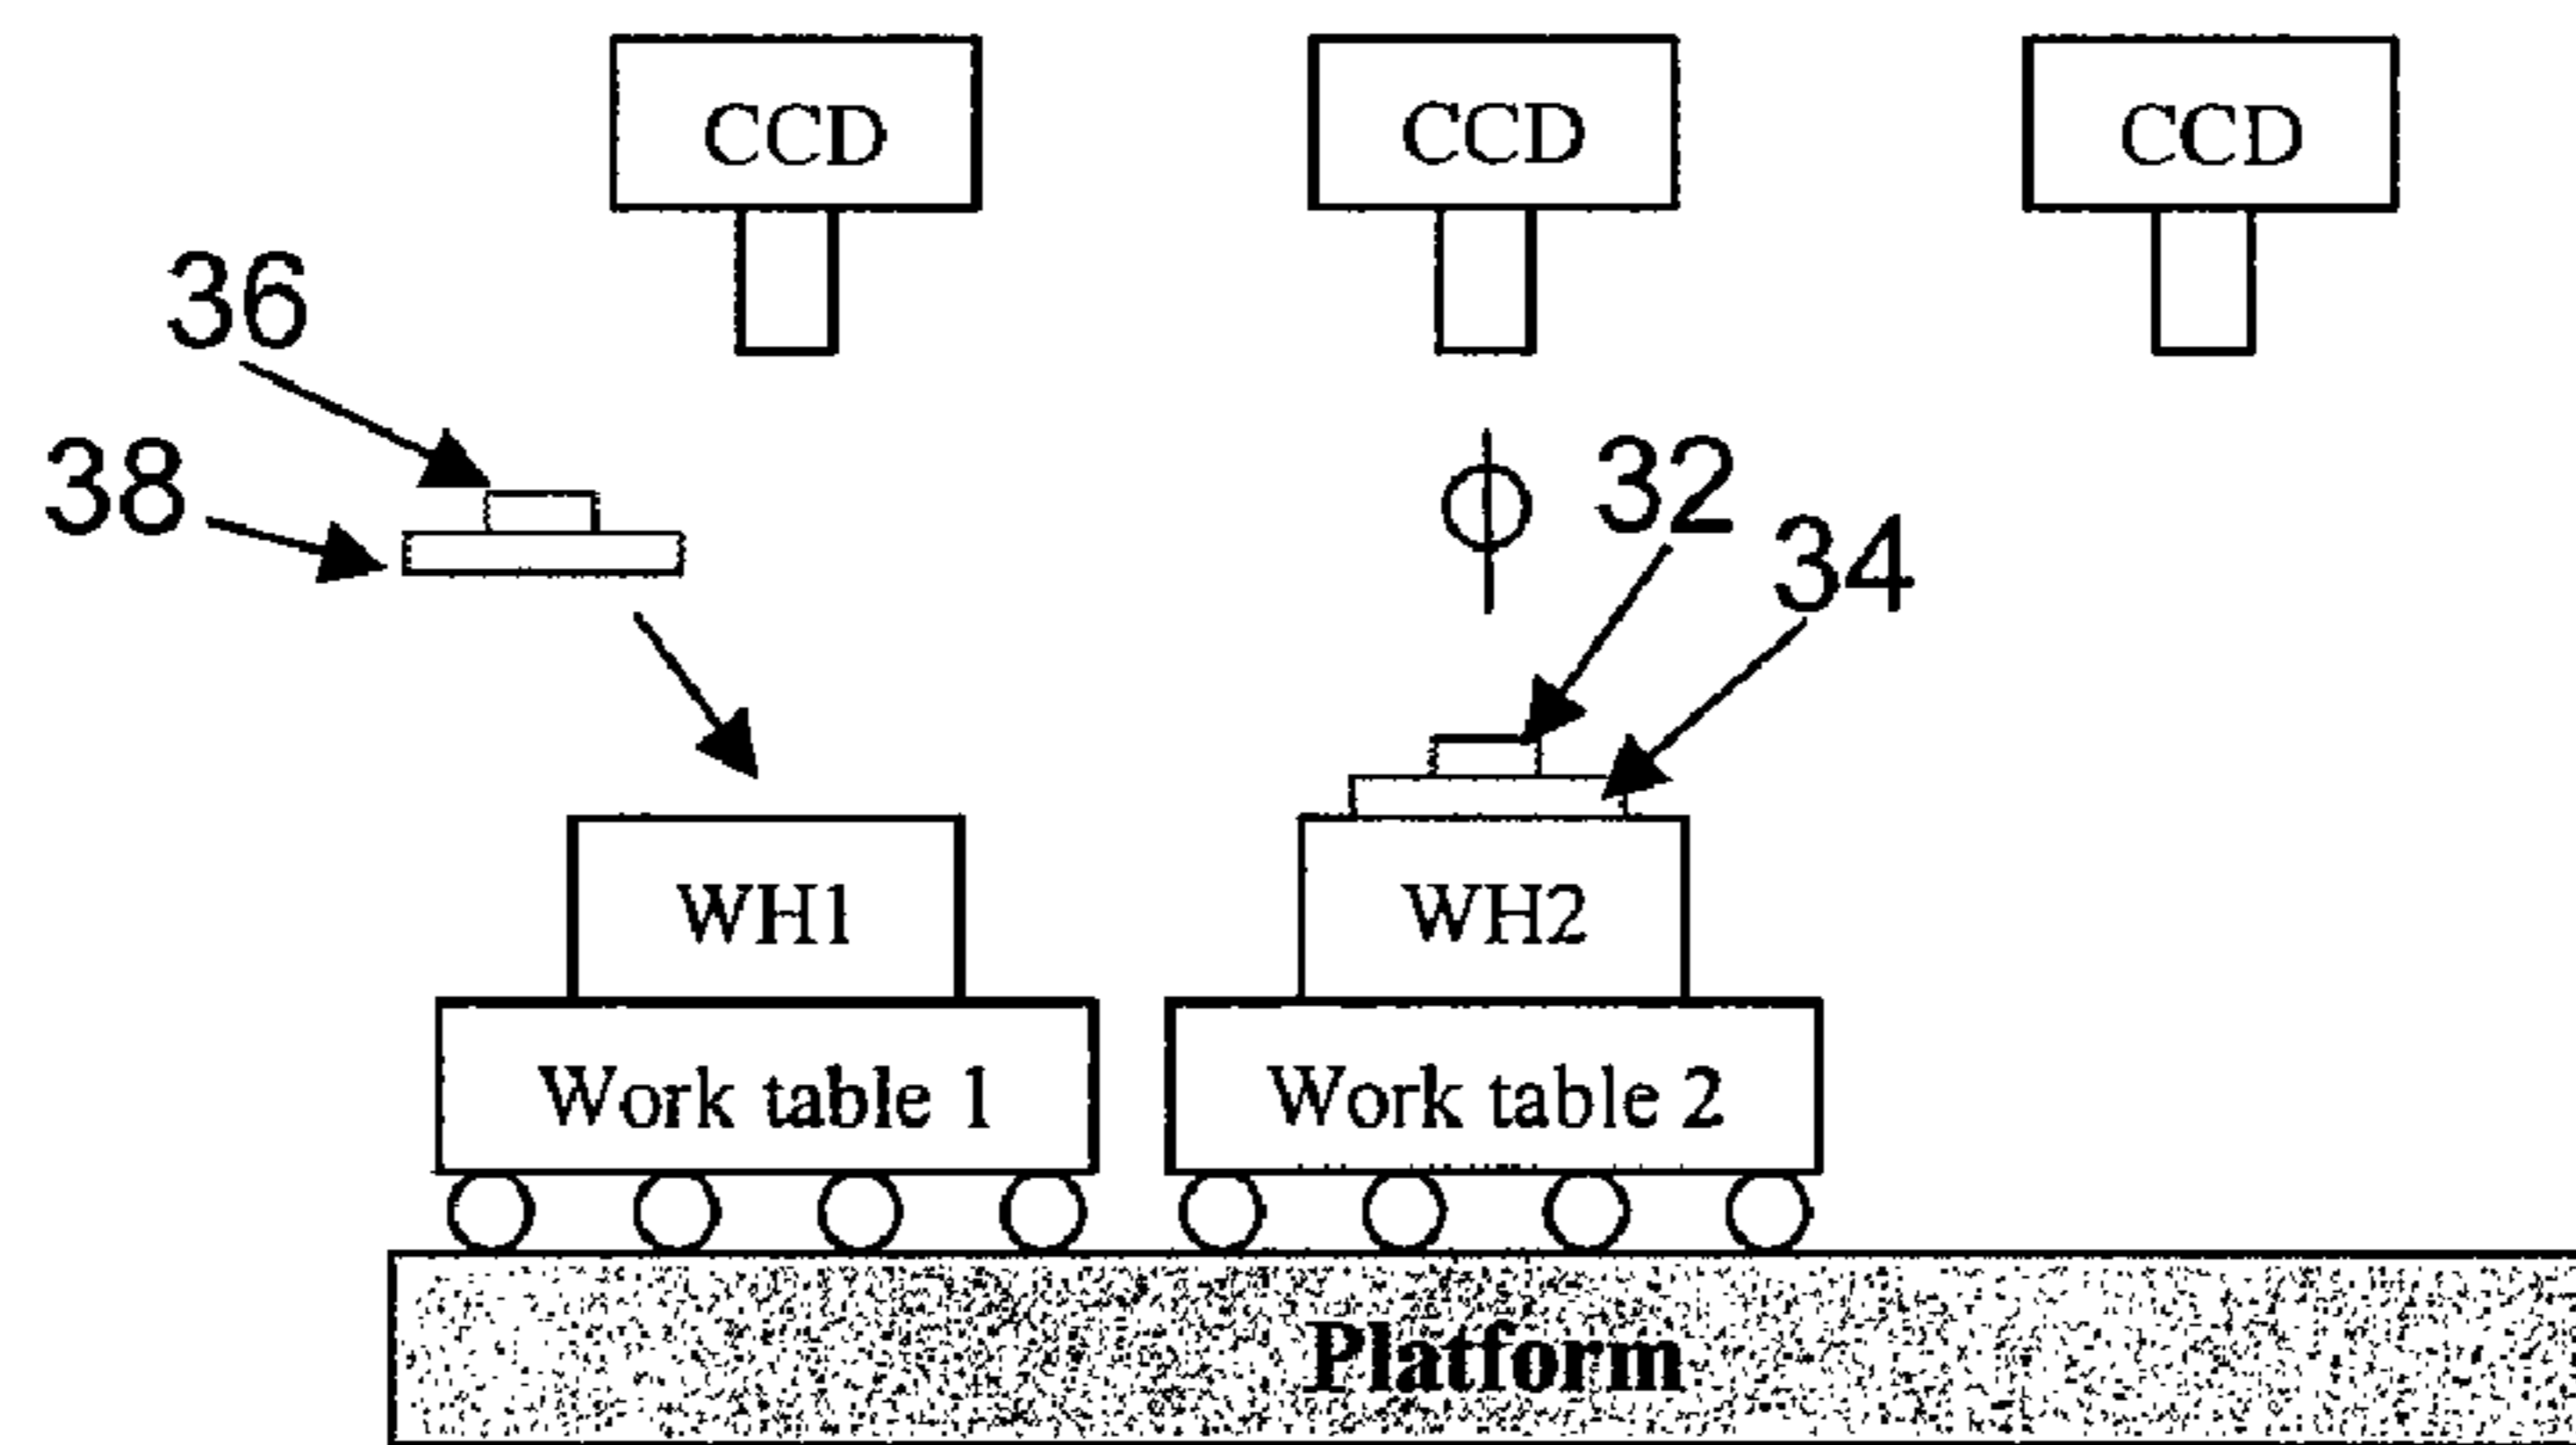 CCD CCD CCD
36
38
32
34
WH1 WH2
Work table 1 Work table 2
Platform